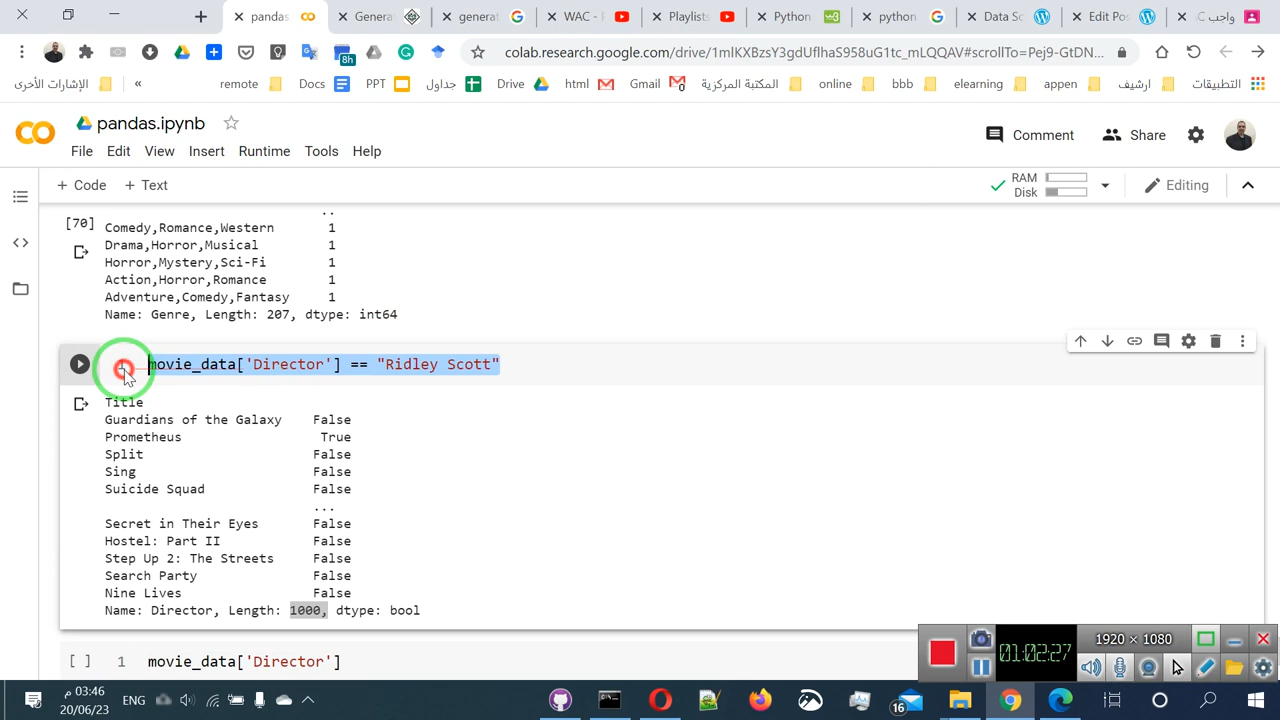 pandas
Generat
generat
WAC - F
Playlists
Python
python
Data Sc
Edit Pos
واجب C
8h
colab.research.google.com/drive/1mlKXBzsY3gdUflhaS958uG1tc_mLQQAV#scrollTo=Pej9-GtDN...
الإشارات الأخرى
«
remote
Docs
PPT
جداول
Drive
html
Gmail
المكتبة المركزية
online
bbb
elearning
appen
ارشيف
التطبيقات
CO
pandas.ipynb
Comment
Share
File Edit View Insert Runtime Tools Help
+ Code + Text
RAM
Disk
Editing
[70]
..
Comedy,Romance,Western 1
Drama,Horror,Musical 1
Horror,Mystery,Sci-Fi 1
Action,Horror,Romance 1
Adventure,Comedy,Fantasy 1
Name: Genre, Length: 207, dtype: int64
movie_data['Director'] == "Ridley Scott"
Title
Guardians of the Galaxy False
Prometheus True
Split False
Sing False
Suicide Squad False
...
Secret in Their Eyes False
Hostel: Part II False
Step Up 2: The Streets False
Search Party False
Nine Lives False
Name: Director, Length: 1000, dtype: bool
[ ] 1 movie_data['Director']
1920 × 1080
01:02:27
03:46 م
20/06/23
ENG
16